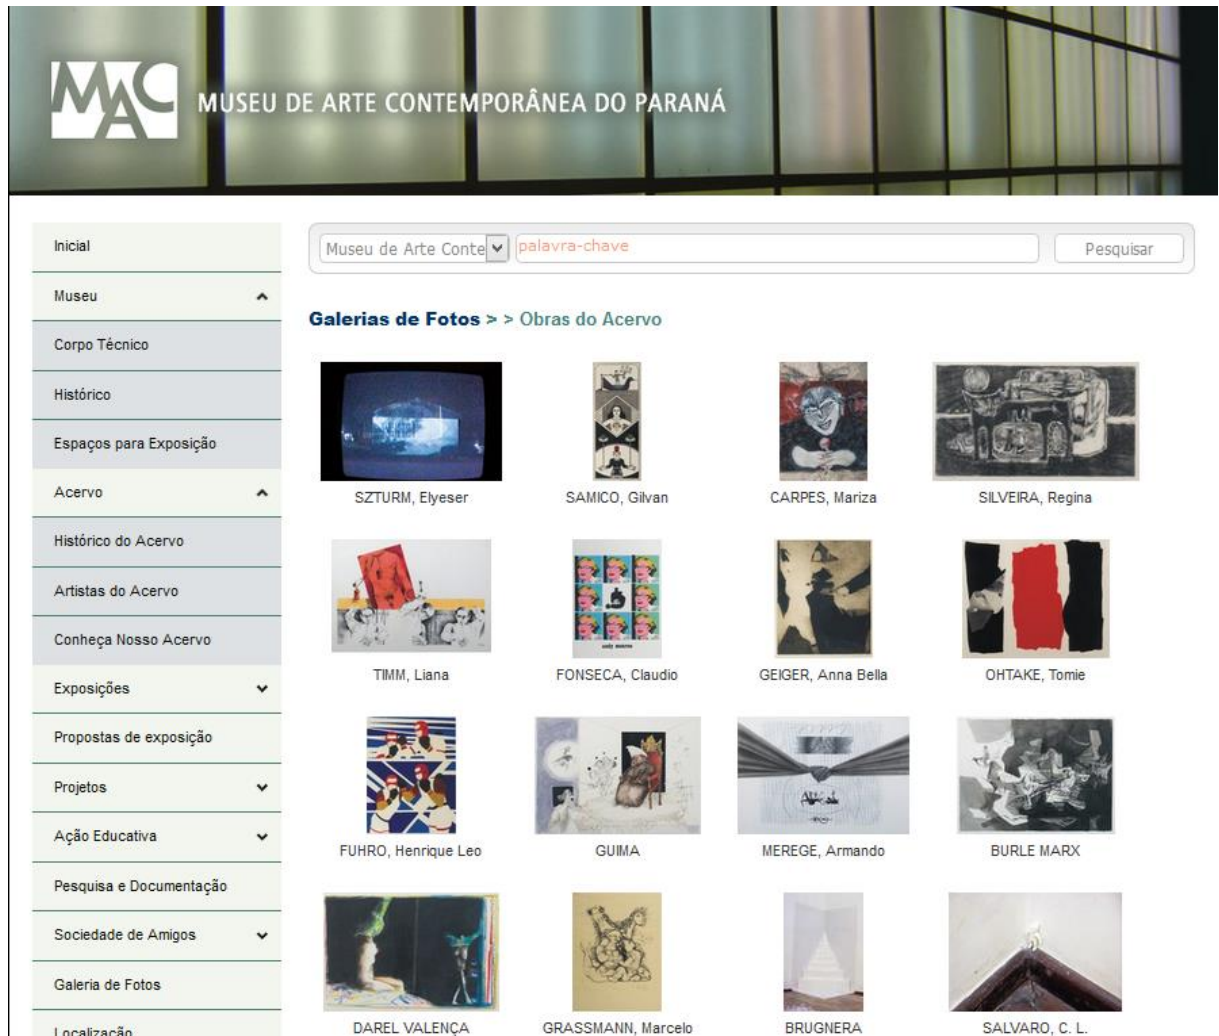 MAC MUSEU DE ARTE CONTEMPORÂNEA DO PARANÁ
Inicial
Museu
Corpo Técnico
Histórico
Espaços para Exposição
Acervo
Histórico do Acervo
Artistas do Acervo
Conheça Nosso Acervo
Exposições
Propostas de exposição
Projetos
Ação Educativa
Pesquisa e Documentação
Sociedade de Amigos
Galeria de Fotos
Localização
Museu de Arte Conte palavra-chave Pesquisar
Galerias de Fotos > > Obras do Acervo
SZTURM, Elyeser SAMICO, Gilvan CARPES, Mariza SILVEIRA, Regina
TIMM, Liana FONSECA, Claudio GEIGER, Anna Bella OHTAKE, Tomie
FUHRO, Henrique Leo GUIMA MEREGE, Armando BURLE MARX
DAREL VALENÇA GRASSMANN, Marcelo BRUGNERA SALVARO, C. L.